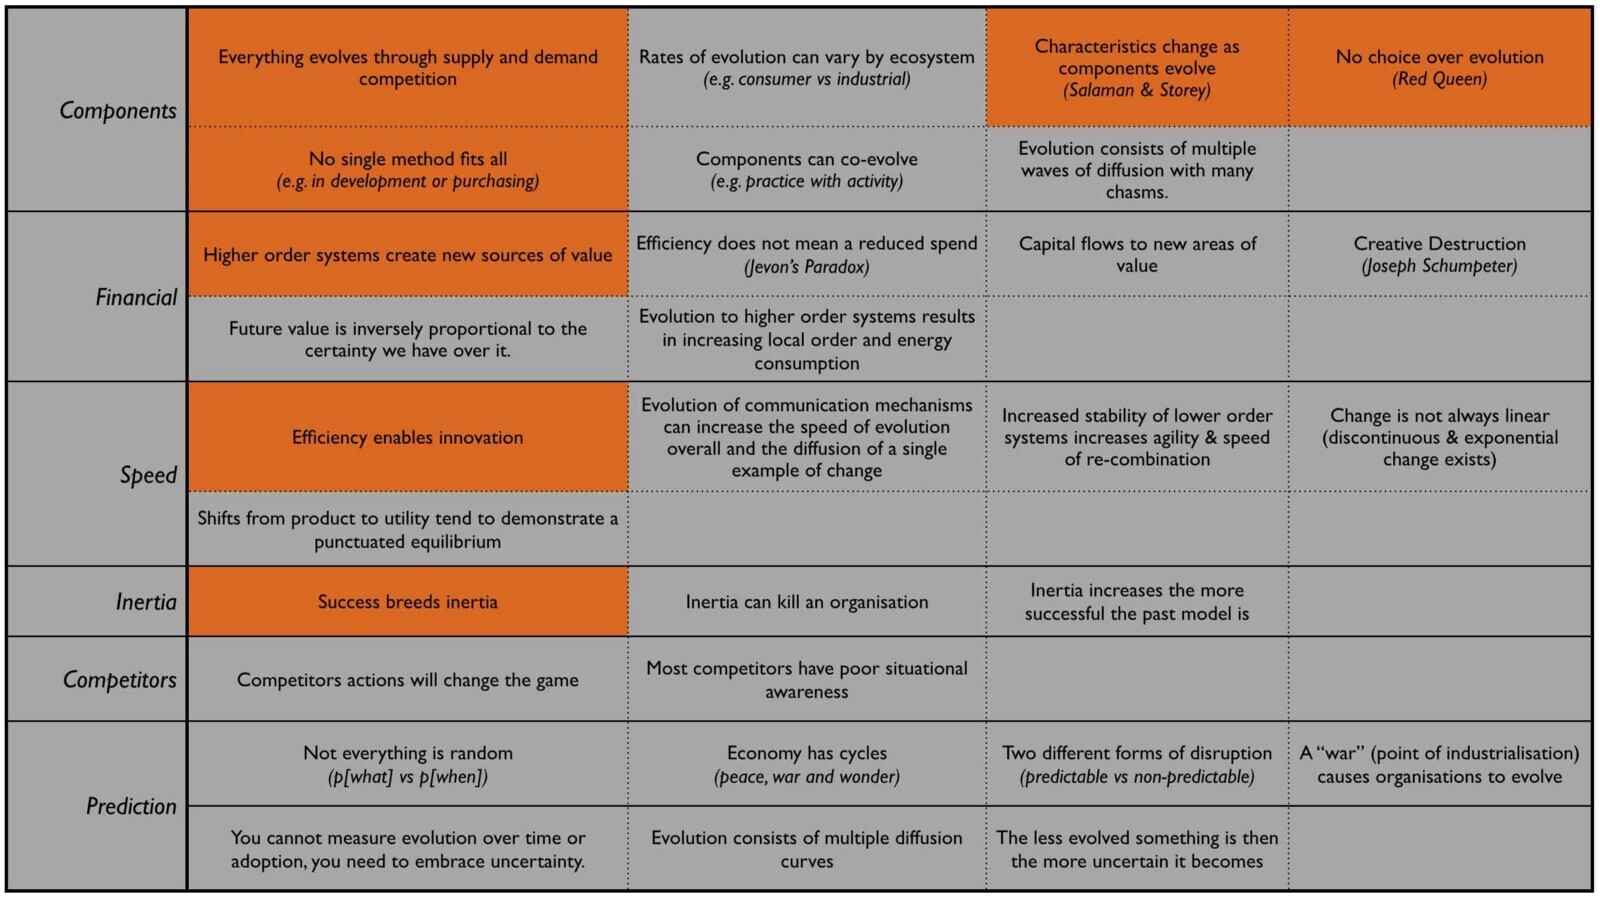 Components
Everything evolves through supply and demand
competition
Rates of evolution can vary by ecosystem
(e.g. consumer vs industrial)
Characteristics change as
components evolve
(Salaman & Storey)
No choice over evolution
(Red Queen)
No single method fits all
(e.g. in development or purchasing)
Components can co-evolve
(e.g. practice with activity)
Evolution consists of multiple
waves of diffusion with many
chasms.
Financial
Higher order systems create new sources of value
Efficiency does not mean a reduced spend
(Jevon's Paradox)
Capital flows to new areas of
value
Creative Destruction
(Joseph Schumpeter)
Future value is inversely proportional to the
certainty we have over it.
Evolution to higher order systems results
in increasing local order and energy
consumption
Speed
Efficiency enables innovation
Evolution of communication mechanisms
can increase the speed of evolution
overall and the diffusion of a single
example of change
Increased stability of lower order
systems increases agility & speed
of re-combination
Change is not always linear
(discontinuous & exponential
change exists)
Shifts from product to utility tend to demonstrate a
punctuated equilibrium
Inertia
Success breeds inertia
Inertia can kill an organisation
Inertia increases the more
successful the past model is
Competitors
Competitors actions will change the game
Most competitors have poor situational
awareness
Prediction
Not everything is random
(p[what] vs p[when])
Economy has cycles
(peace, war and wonder)
Two different forms of disruption
(predictable vs non-predictable)
A “war” (point of industrialisation)
causes organisations to evolve
You cannot measure evolution over time or
adoption, you need to embrace uncertainty.
Evolution consists of multiple diffusion
curves
The less evolved something is then
the more uncertain it becomes